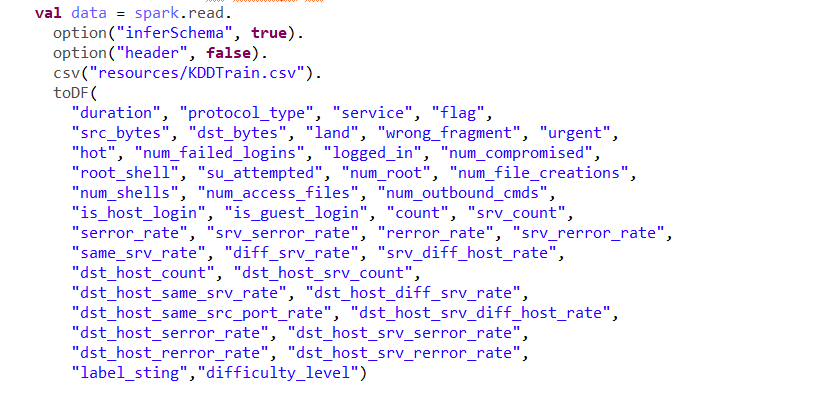 val data = spark.read.
option("inferSchema", true).
option("header", false).
csv("resources/KDDTrain.csv").
toDF(
"duration", "protocol_type", "service", "flag",
"src_bytes", "dst_bytes", "land", "wrong_fragment", "urgent",
"hot", "num_failed_logins", "logged_in", "num_compromised",
"root_shell", "su_attempted", "num_root", "num_file_creations",
"num_shells", "num_access_files", "num_outbound_cmds",
"is_host_login", "is_guest_login", "count", "srv_count",
"serror_rate", "srv_serror_rate", "rerror_rate", "srv_rerror_rate",
"same_srv_rate", "diff_srv_rate", "srv_diff_host_rate",
"dst_host_count", "dst_host_srv_count",
"dst_host_same_srv_rate", "dst_host_diff_srv_rate",
"dst_host_same_src_port_rate", "dst_host_srv_diff_host_rate",
"dst_host_serror_rate", "dst_host_srv_serror_rate",
"dst_host_rerror_rate", "dst_host_srv_rerror_rate",
"label_sting","difficulty_level")